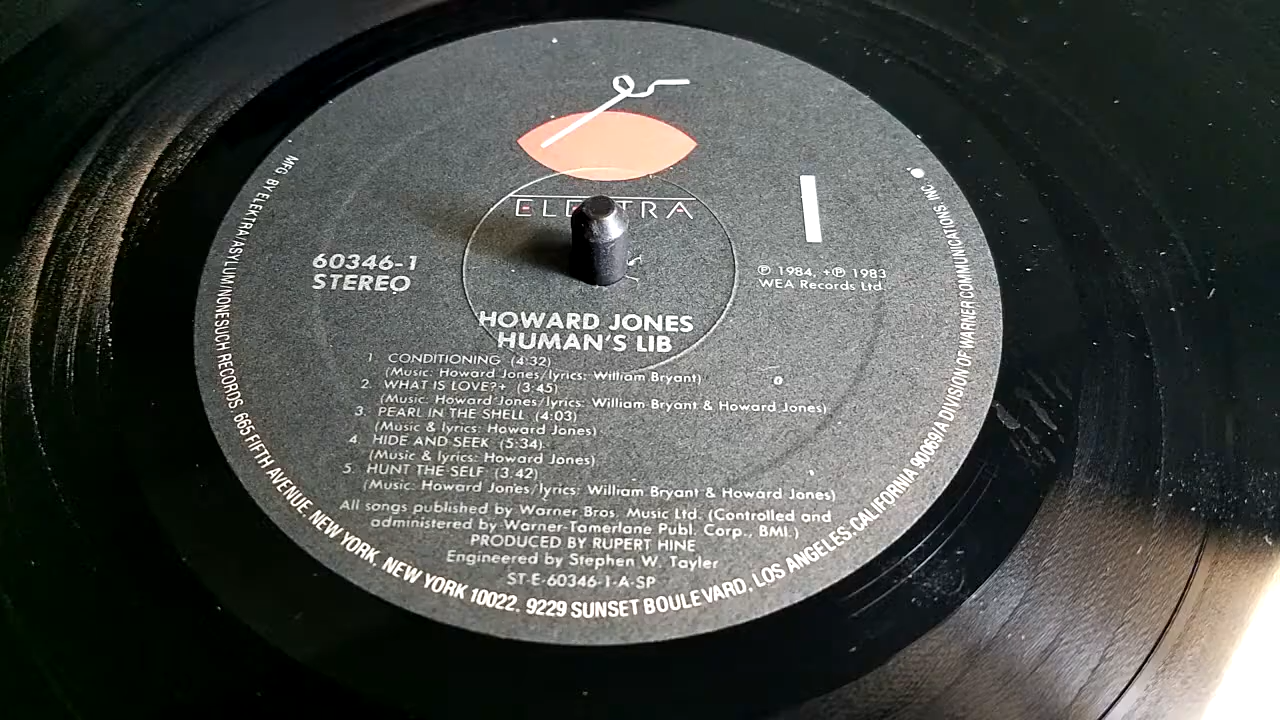 ELEKTRA
60346-1
STEREO
1
℗ 1984, +℗ 1983
WEA Records Ltd.
HOWARD JONES
HUMAN'S LIB
1. CONDITIONING (4:32)
(Music: Howard Jones/lyrics: William Bryant)
2. WHAT IS LOVE?+ (3:45)
(Music: Howard Jones/lyrics: William Bryant & Howard Jones)
3. PEARL IN THE SHELL (4:03)
(Music & lyrics: Howard Jones)
4. HIDE AND SEEK (5:34)
(Music & lyrics: Howard Jones)
5. HUNT THE SELF (3:42)
(Music: Howard Jones/lyrics: William Bryant & Howard Jones)
All songs published by Warner Bros. Music Ltd. (Controlled and
administered by Warner-Tamerlane Publ. Corp., BMI.)
PRODUCED BY RUPERT HINE
Engineered by Stephen W. Tayler
ST-E-60346-1-A-SP
MFG. BY ELEKTRA/ASYLUM/NONESUCH RECORDS. 665 FIFTH AVENUE. NEW YORK, NEW YORK 10022. 9229 SUNSET BOULEVARD, LOS ANGELES. CALIFORNIA 90069/A DIVISION OF WARNER COMMUNICATIONS, INC.